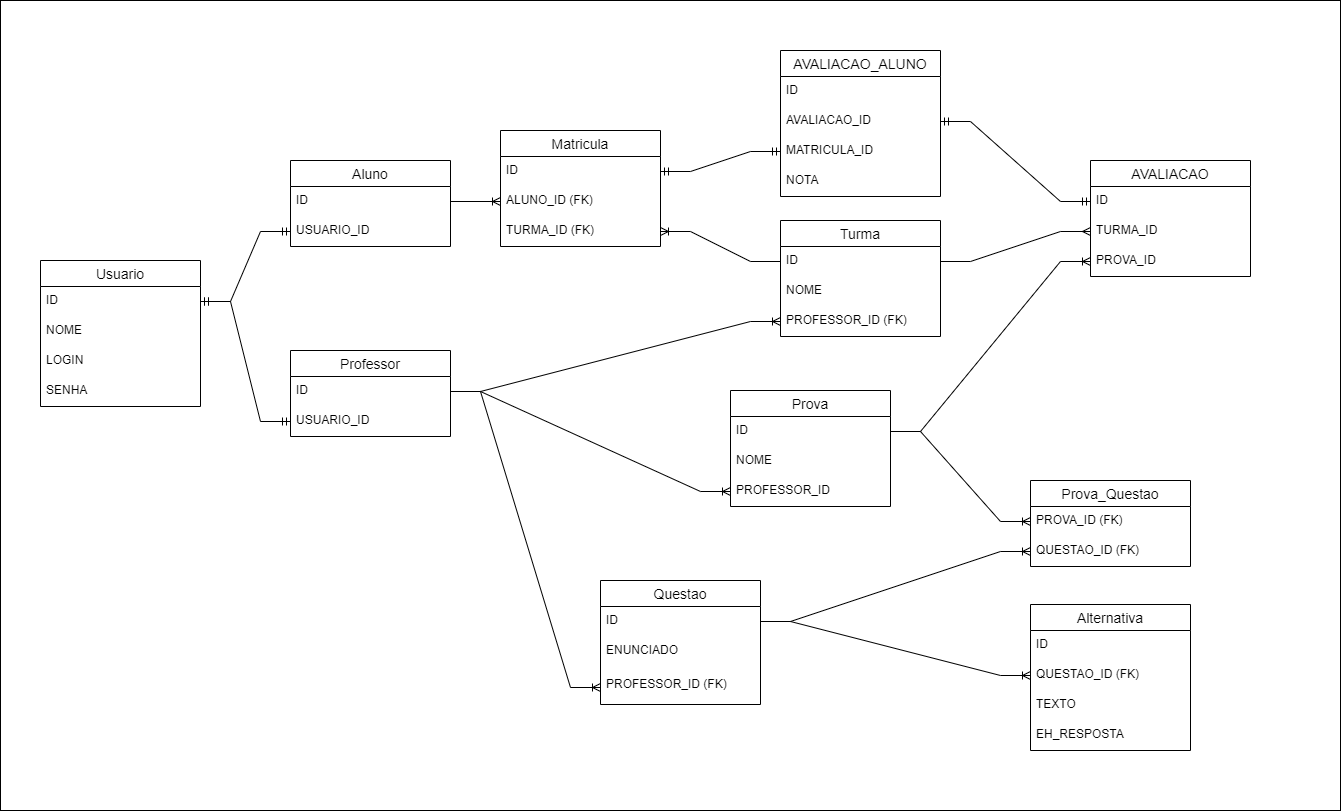 Usuario
ID
NOME
LOGIN
SENHA
Aluno
ID
USUARIO_ID
Professor
ID
USUARIO_ID
Matricula
ID
ALUNO_ID (FK)
TURMA_ID (FK)
AVALIACAO_ALUNO
ID
AVALIACAO_ID
MATRICULA_ID
NOTA
Turma
ID
NOME
PROFESSOR_ID (FK)
AVALIACAO
ID
TURMA_ID
PROVA_ID
Prova
ID
NOME
PROFESSOR_ID
Questao
ID
ENUNCIADO
PROFESSOR_ID (FK)
Prova_Questao
PROVA_ID (FK)
QUESTAO_ID (FK)
Alternativa
ID
QUESTAO_ID (FK)
TEXTO
EH_RESPOSTA